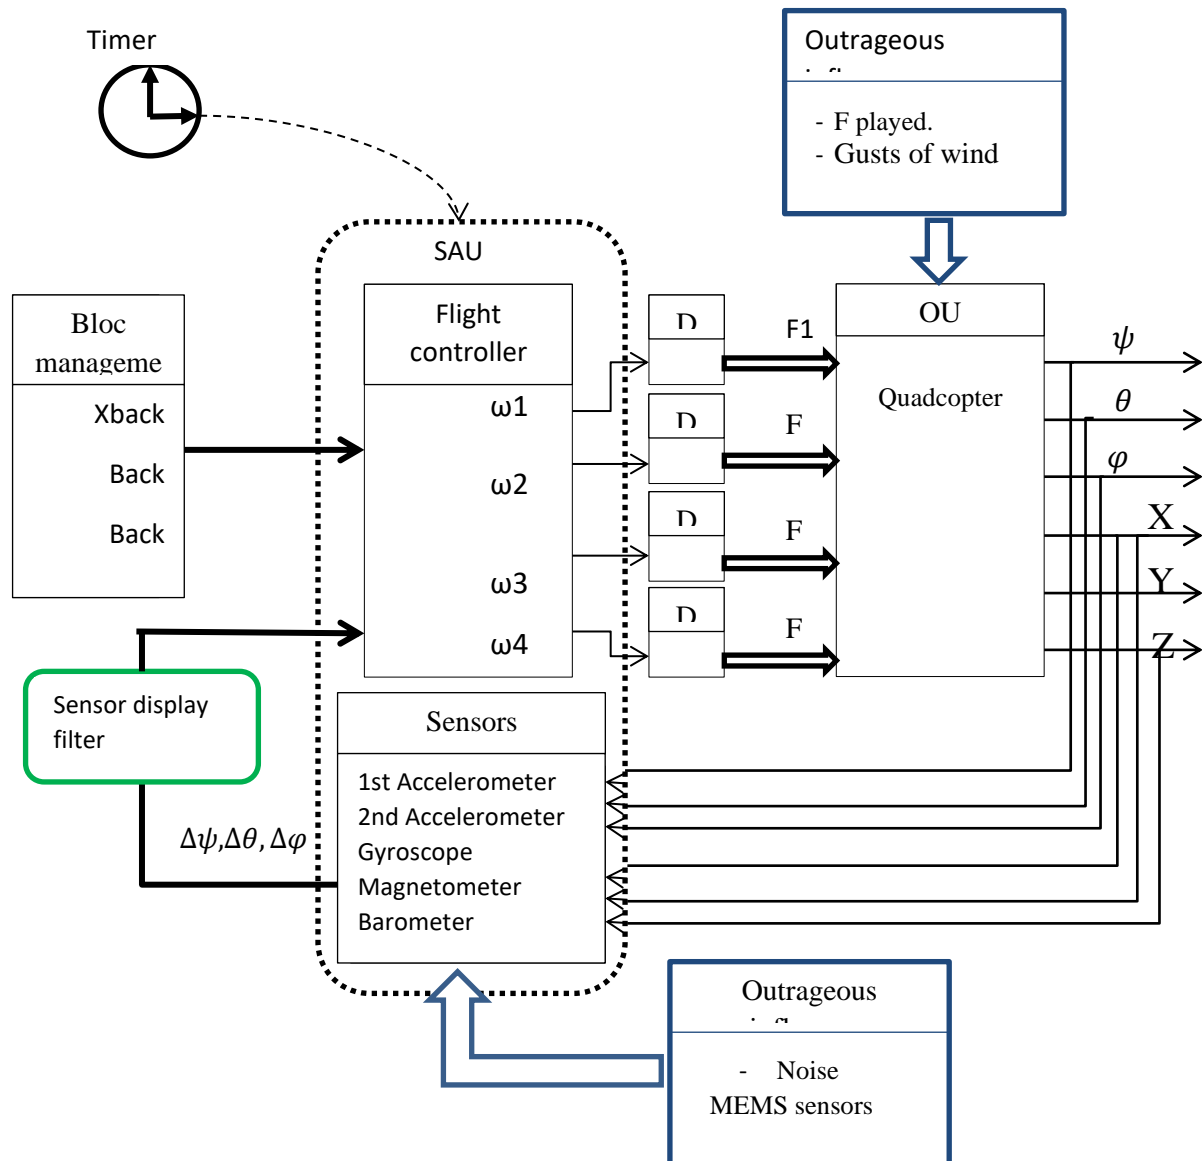 Timer
Outrageous
- F played.
- Gusts of wind
SAU
Bloc
manageme
Xback
Back
Back
Flight
controller
ω1
ω2
ω3
ω4
D
D
D
D
F1
F
F
F
OU
Quadcopter
ψ
θ
φ
X
Y
Z
Sensor display
filter
Δψ,Δθ, Δφ
Sensors
1st Accelerometer
2nd Accelerometer
Gyroscope
Magnetometer
Barometer
Outrageous
- Noise
MEMS sensors